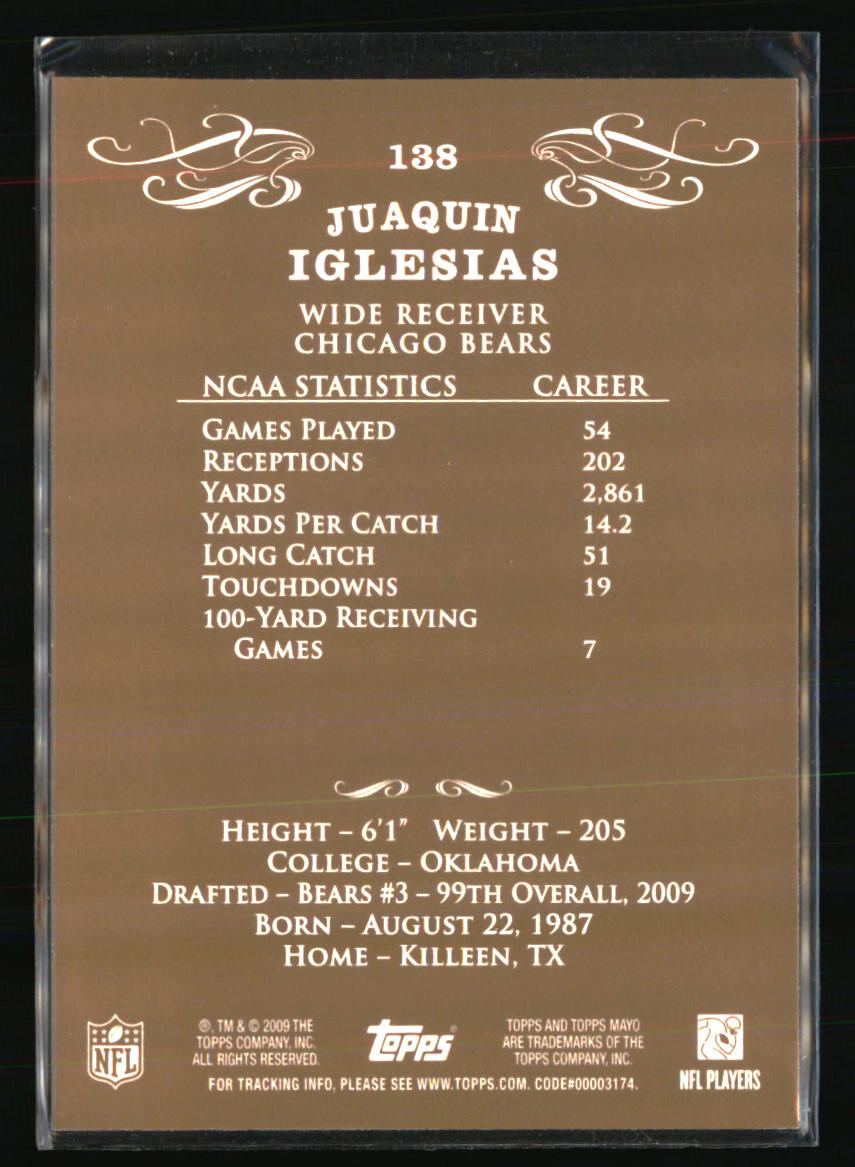 138
JUAQUIN
IGLESIAS
WIDE RECEIVER
CHICAGO BEARS
NCAA STATISTICS CAREER
GAMES PLAYED 54
RECEPTIONS 202
YARDS 2,861
YARDS PER CATCH 14.2
LONG CATCH 51
TOUCHDOWNS 19
100-YARD RECEIVING
GAMES 7
HEIGHT – 6'1" WEIGHT – 205
COLLEGE – OKLAHOMA
DRAFTED – BEARS #3 – 99TH OVERALL, 2009
BORN – AUGUST 22, 1987
HOME – KILLEEN, TX
NFL
®, TM & © 2009 THE
TOPPS COMPANY, INC.
ALL RIGHTS RESERVED.
Topps®
TOPPS AND TOPPS MAYO
ARE TRADEMARKS OF THE
TOPPS COMPANY, INC.
FOR TRACKING INFO, PLEASE SEE WWW.TOPPS.COM. CODE#00003174.
NFL PLAYERS